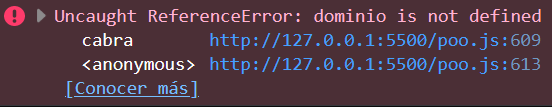 Uncaught ReferenceError: dominio is not defined
cabra http://127.0.0.1:5500/poo.js:609
<anonymous> http://127.0.0.1:5500/poo.js:613
[Conocer más]